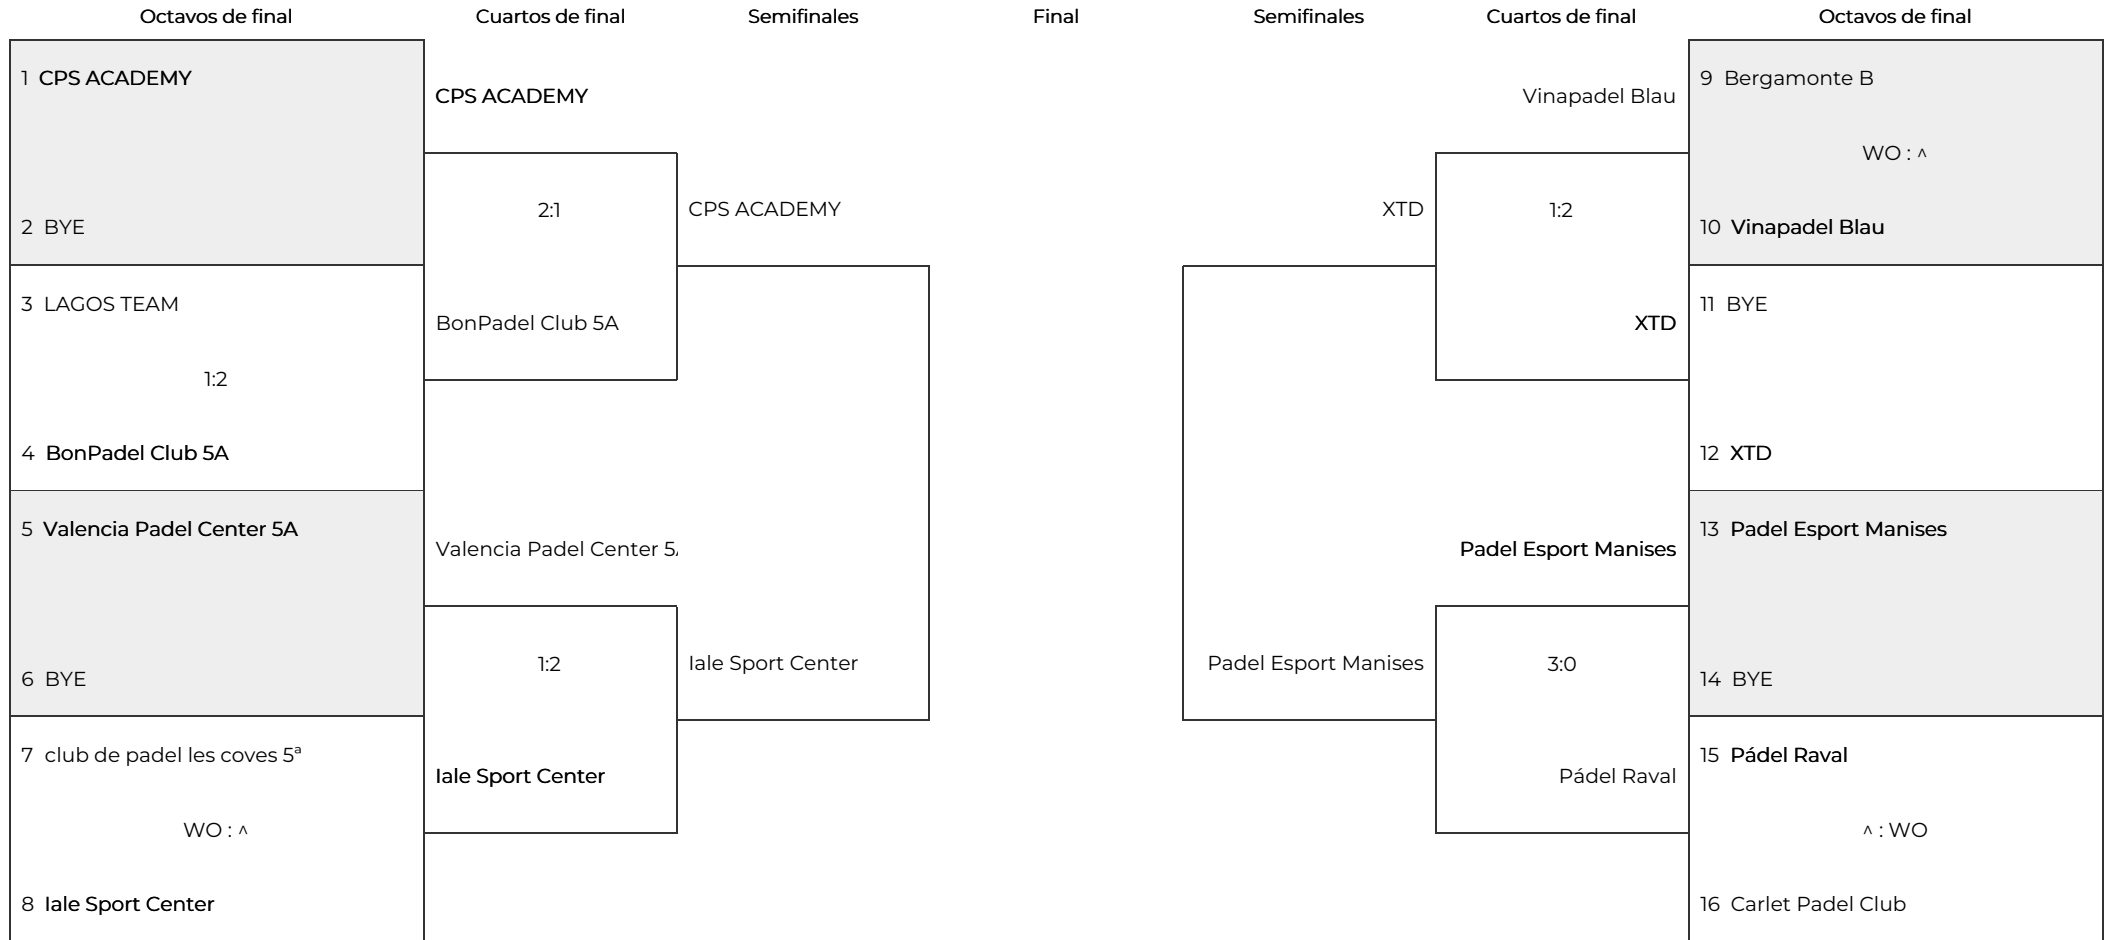 Octavos de final
Cuartos de final
Semifinales
Final
Semifinales
Cuartos de final
Octavos de final
1 CPS ACADEMY
2 BYE
3 LAGOS TEAM
1:2
4 BonPadel Club 5A
5 Valencia Padel Center 5A
6 BYE
7 club de padel les coves 5ª
WO : ^
8 Iale Sport Center
CPS ACADEMY
2:1
BonPadel Club 5A
Valencia Padel Center 5
1:2
Iale Sport Center
CPS ACADEMY
Iale Sport Center
XTD
Padel Esport Manises
Vinapadel Blau
1:2
XTD
Padel Esport Manises
3:0
Pádel Raval
9 Bergamonte B
WO : ^
10 Vinapadel Blau
11 BYE
12 XTD
13 Padel Esport Manises
14 BYE
15 Pádel Raval
^ : WO
16 Carlet Padel Club